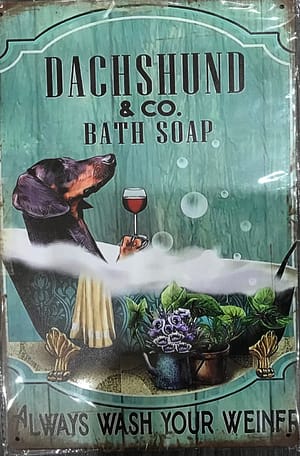 DACHSHUND
& CO.
BATH SOAP
ALWAYS WASH YOUR WEINER